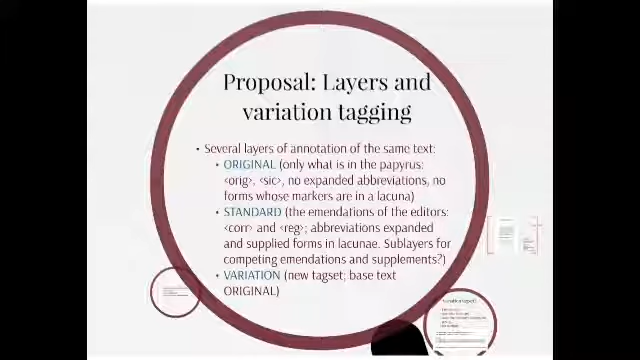 Proposal: Layers and
variation tagging
• Several layers of annotation of the same text:
• ORIGINAL (only what is in the papyrus:
<orig>, <sic>, no expanded abbreviations, no
forms whose markers are in a lacuna)
• STANDARD (the emendations of the editors:
<corr> and <reg>; abbreviations expanded
and supplied forms in lacunae. Sublayers for
competing emendations and supplements?)
• VARIATION (new tagset; base text
ORIGINAL)